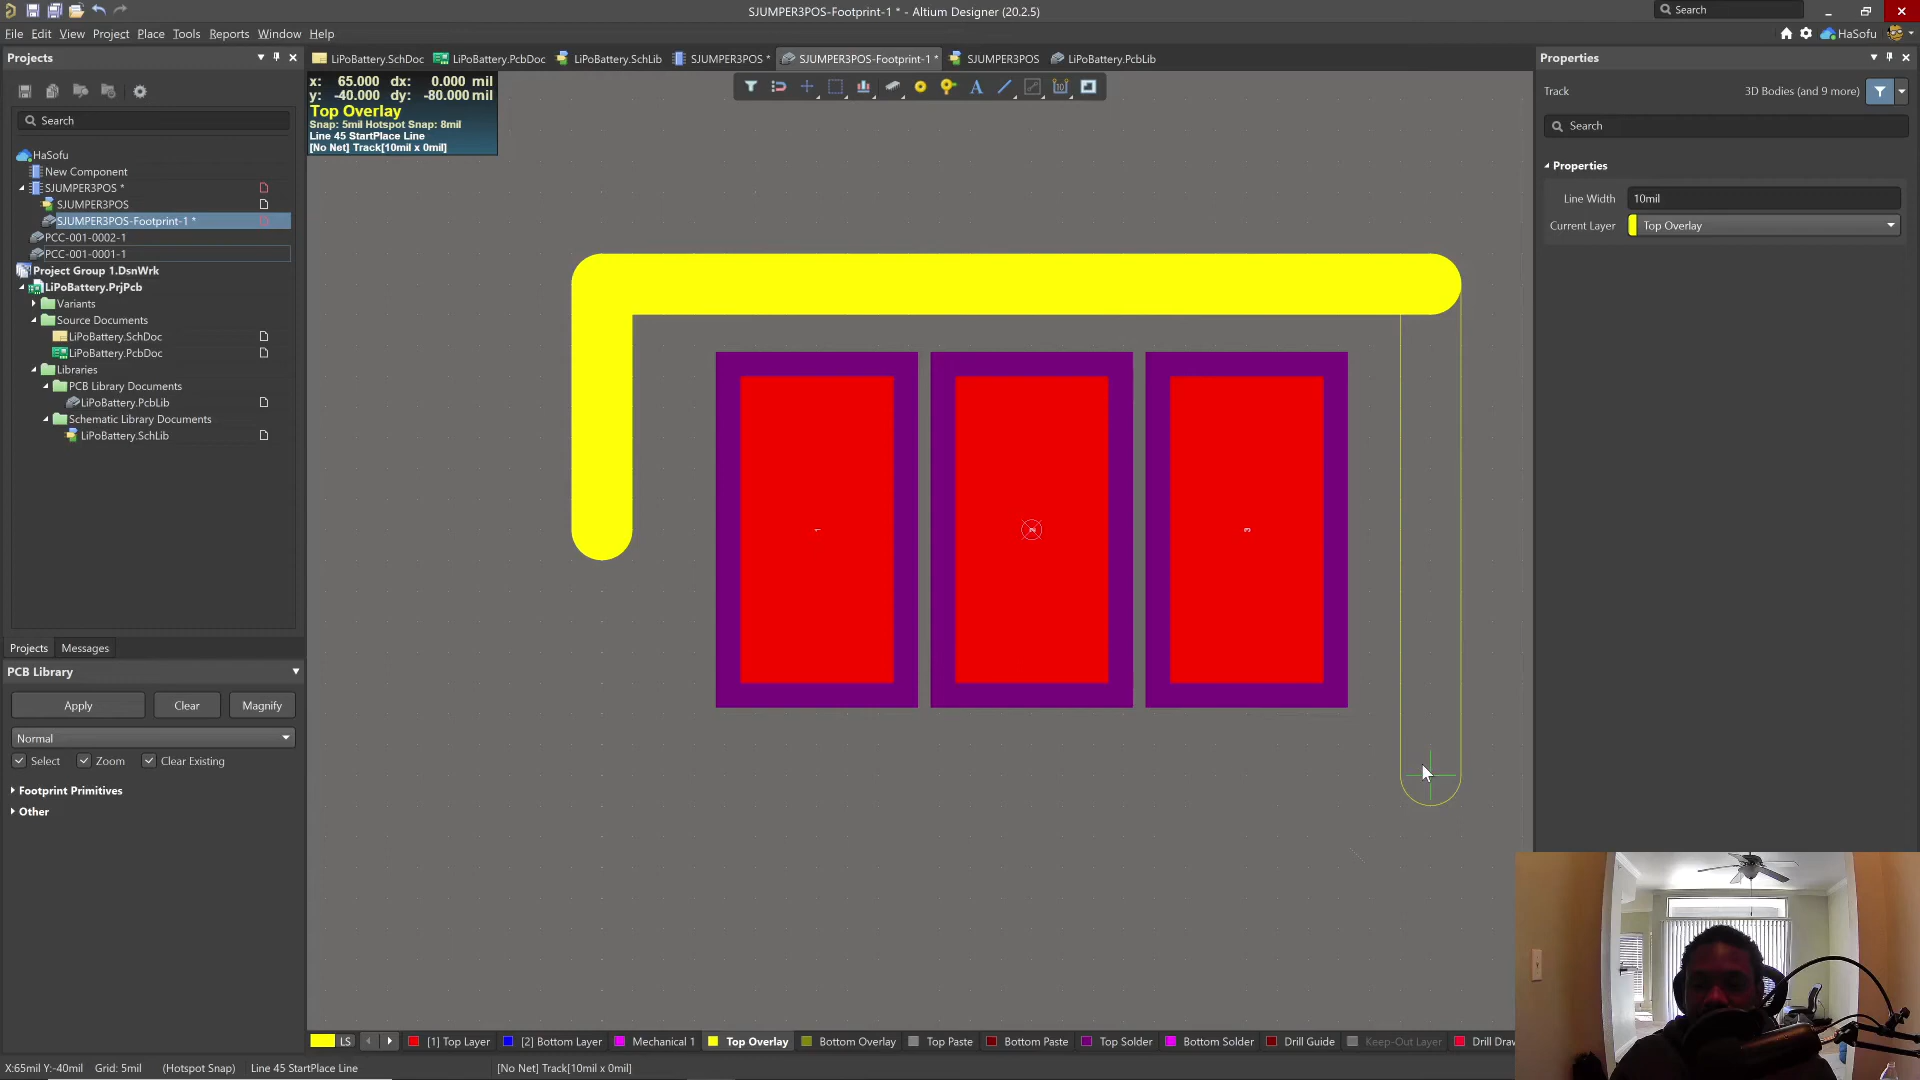 SJUMPER3POS-Footprint-1 * - Altium Designer (20.2.5)
Search
File Edit View Project Place Tools Reports Window Help
HaSofu
Projects
LiPoBattery.SchDoc LiPoBattery.PcbDoc LiPoBattery.SchLib SJUMPER3POS * SJUMPER3POS-Footprint-1 * SJUMPER3POS LiPoBattery.PcbLib
Properties
x: 65.000 dx: 0.000 mil
y: -40.000 dy: -80.000 mil
Top Overlay
Snap: 5mil Hotspot Snap: 8mil
Line 45 StartPlace Line
[No Net] Track[10mil x 0mil]
Track
3D Bodies (and 9 more)
Search
Search
HaSofu
New Component
SJUMPER3POS *
SJUMPER3POS
SJUMPER3POS-Footprint-1 *
PCC-001-0002-1
PCC-001-0001-1
Project Group 1.DsnWrk
LiPoBattery.PrjPcb
Variants
Source Documents
LiPoBattery.SchDoc
LiPoBattery.PcbDoc
Libraries
PCB Library Documents
LiPoBattery.PcbLib
Schematic Library Documents
LiPoBattery.SchLib
Properties
Line Width 10mil
Current Layer Top Overlay
1 2 3
Projects Messages
PCB Library
Apply Clear Magnify
Normal
Select Zoom Clear Existing
Footprint Primitives
Other
LS [1] Top Layer [2] Bottom Layer Mechanical 1 Top Overlay Bottom Overlay Top Paste Bottom Paste Top Solder Bottom Solder Drill Guide Keep-Out Layer Drill Draw
X:65mil Y:-40mil Grid: 5mil (Hotspot Snap) Line 45 StartPlace Line [No Net] Track[10mil x 0mil]